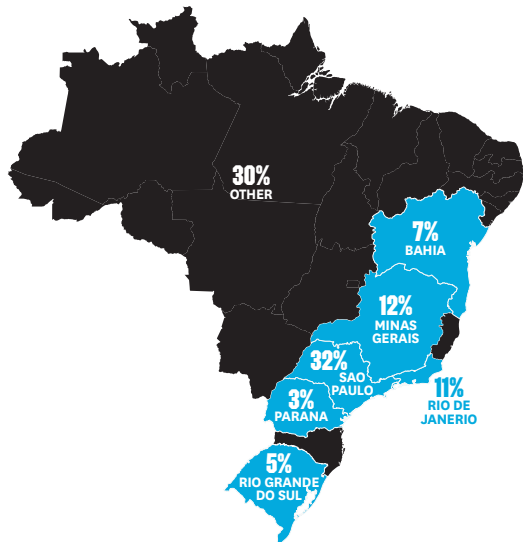 30%
OTHER
7%
BAHIA
12%
MINAS
GERAIS
32%
SAO
PAULO
11%
RIO DE
JANERIO
3%
PARANA
5%
RIO GRANDE
DO SUL